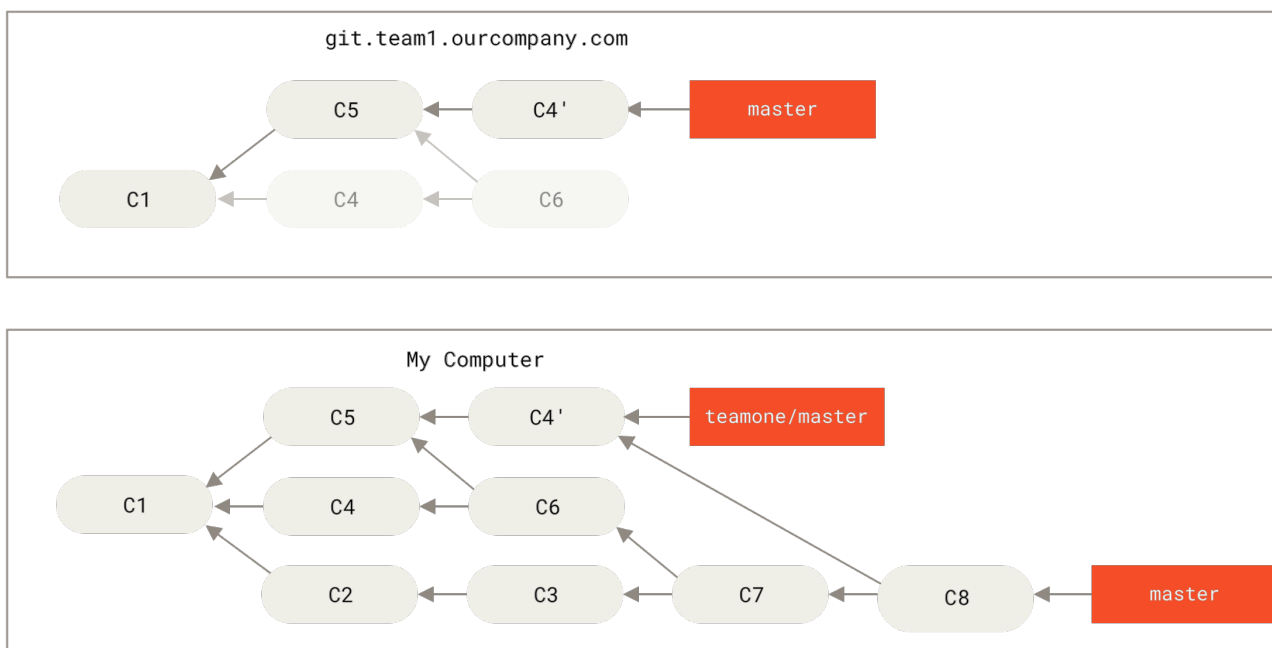 git.team1.ourcompany.com
C5 C4' master
C1 C4 C6
My Computer
C5 C4' teamone/master
C1 C4 C6
C2 C3 C7 C8 master